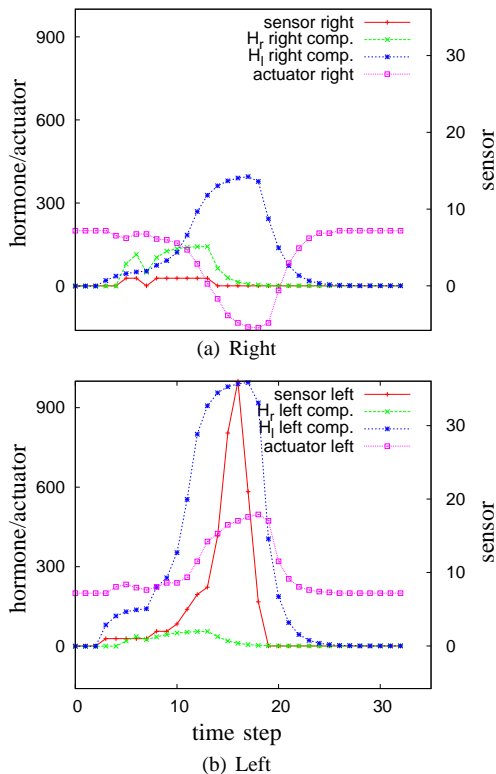 900
600
300
0
30
20
10
0
hormone/actuator
sensor
sensor right
Hr right comp.
Hl right comp.
actuator right
(a) Right
900
600
300
0
30
20
10
0
hormone/actuator
sensor
sensor left
Hr left comp.
Hl left comp.
actuator left
0
10
20
30
time step
(b) Left